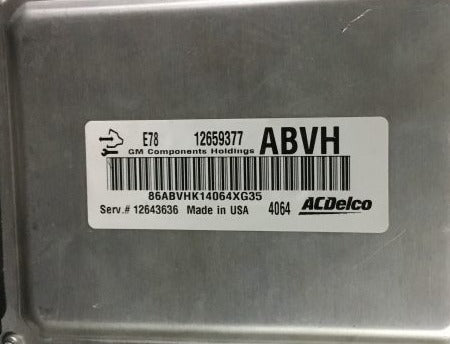 E78 12659377 ABVH
GM Components Holdings
86ABVHK14064XG35
Serv.# 12643636 Made in USA 4064 ACDelco